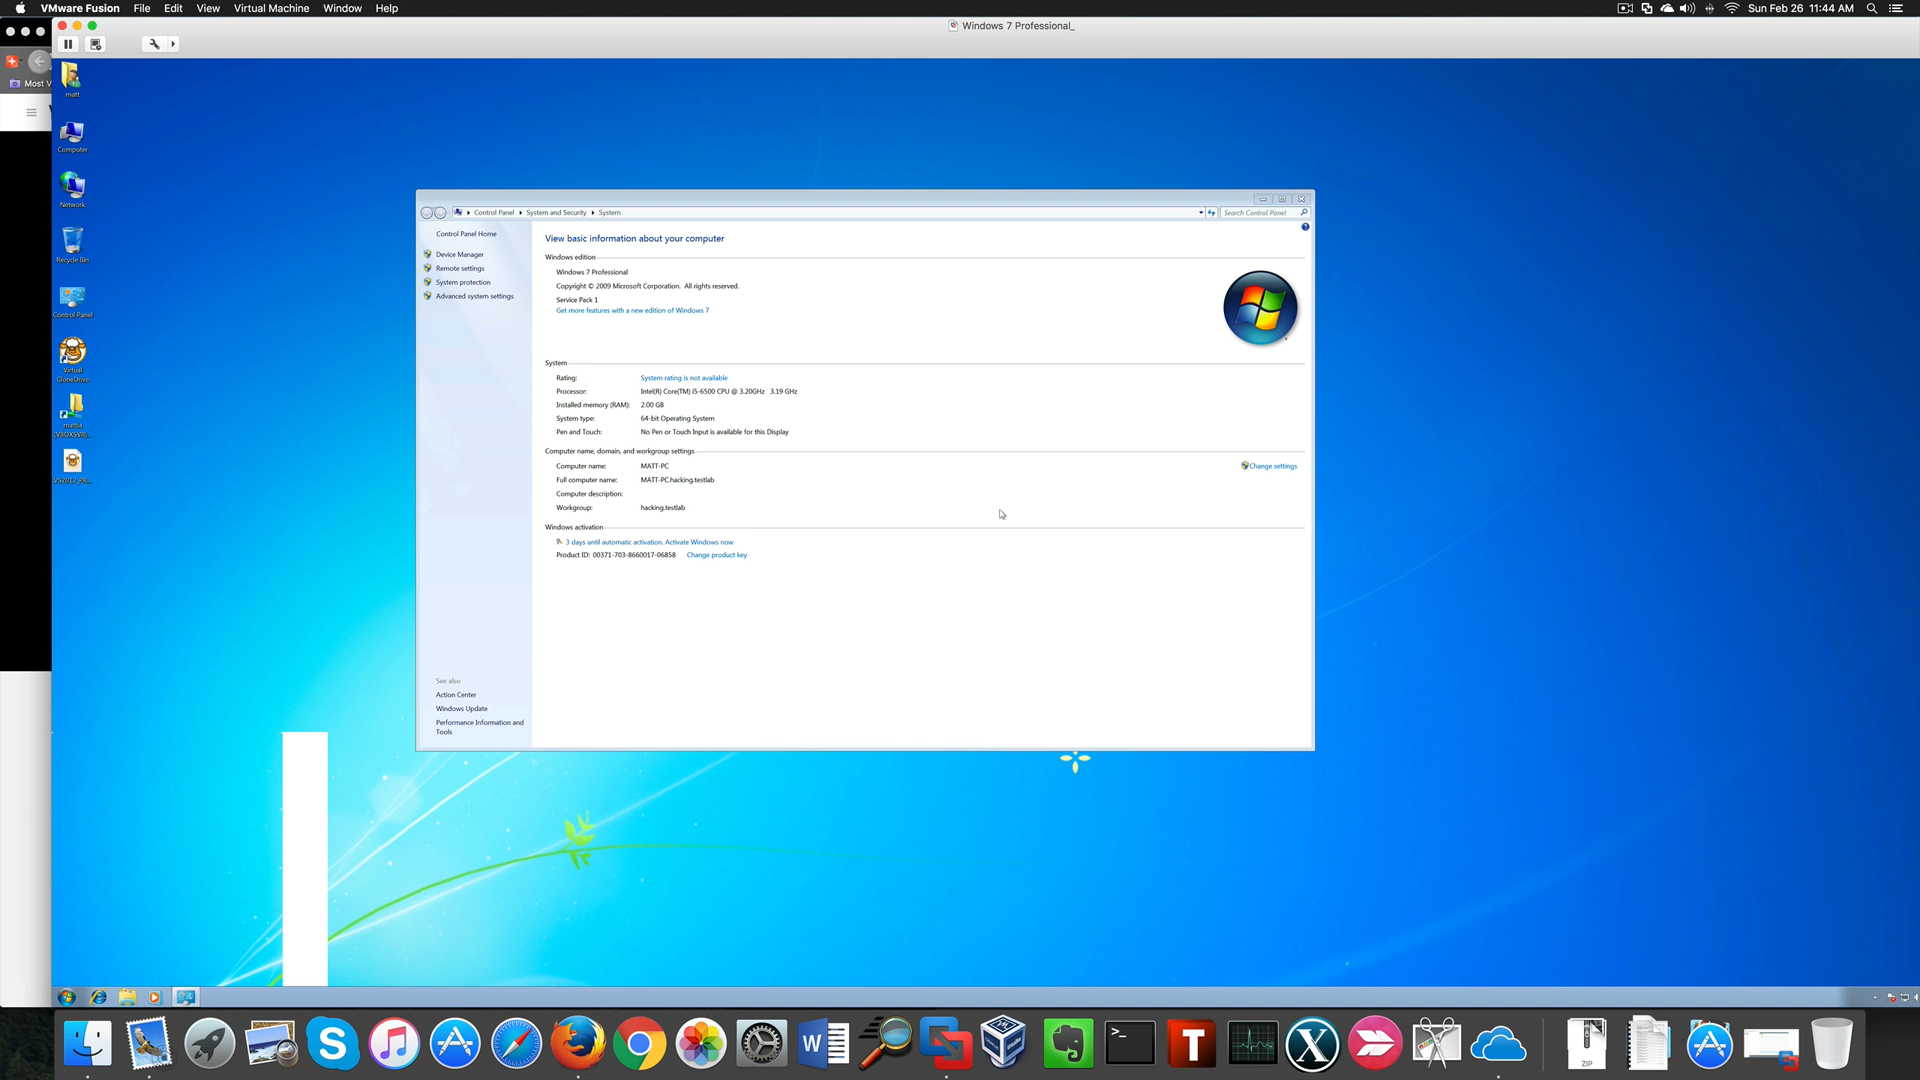 VMware Fusion File Edit View Virtual Machine Window Help
Sun Feb 26 11:44 AM
Windows 7 Professional_
Most V
matt
Computer
Network
Recycle Bin
Control Panel
Virtual
CloneDrive
mattia
(VBOXSVR)...
VS2012_PR...
Control Panel System and Security System
Search Control Panel
Control Panel Home
Device Manager
Remote settings
System protection
Advanced system settings
View basic information about your computer
Windows edition
Windows 7 Professional
Copyright © 2009 Microsoft Corporation. All rights reserved.
Service Pack 1
Get more features with a new edition of Windows 7
System
Rating: System rating is not available
Processor: Intel(R) Core(TM) i5-6500 CPU @ 3.20GHz 3.19 GHz
Installed memory (RAM): 2.00 GB
System type: 64-bit Operating System
Pen and Touch: No Pen or Touch Input is available for this Display
Computer name, domain, and workgroup settings
Computer name: MATT-PC
Change settings
Full computer name: MATT-PC.hacking.testlab
Computer description:
Workgroup: hacking.testlab
Windows activation
3 days until automatic activation. Activate Windows now
Product ID: 00371-703-8660017-06858 Change product key
See also
Action Center
Windows Update
Performance Information and
Tools
ZIP